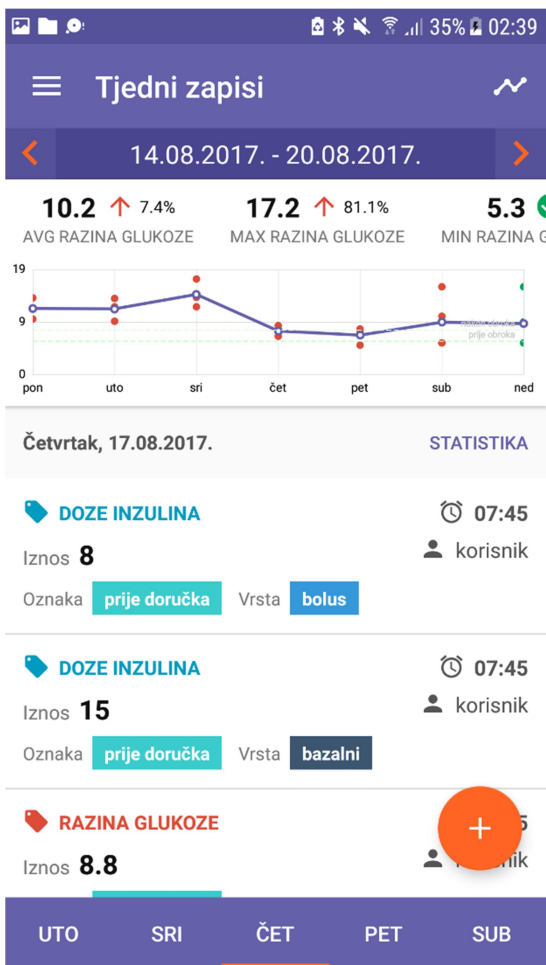 35% 02:39
Tjedni zapisi
14.08.2017. - 20.08.2017.
10.2 7.4% 17.2 81.1% 5.3
AVG RAZINA GLUKOZE MAX RAZINA GLUKOZE MIN RAZINA G
19
9
nakon obroka
prije obroka
0
pon uto sri čet pet sub ned
Četvrtak, 17.08.2017. STATISTIKA
DOZE INZULINA 07:45
Iznos 8 korisnik
Oznaka prije doručka Vrsta bolus
DOZE INZULINA 07:45
Iznos 15 korisnik
Oznaka prije doručka Vrsta bazalni
RAZINA GLUKOZE
Iznos 8.8
UTO SRI ČET PET SUB